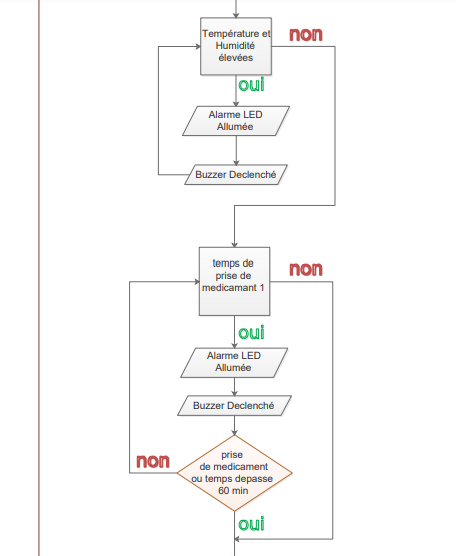 Température et
Humidité
élevées
non
oui
Alarme LED
Allumée
Buzzer Declenché
temps de
prise de
medicamant 1
non
oui
Alarme LED
Allumée
Buzzer Declenché
prise
de medicament
ou temps depasse
60 min
non
oui